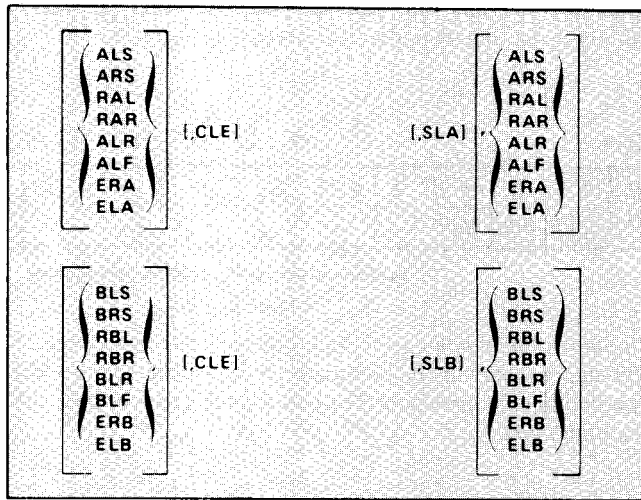 ALS
ARS
RAL
RAR
ALR
ALF
ERA
ELA
[,CLE]
[,SLA]
,
ALS
ARS
RAL
RAR
ALR
ALF
ERA
ELA
BLS
BRS
RBL
RBR
BLR
BLF
ERB
ELB
[,CLE]
[,SLB]
,
BLS
BRS
RBL
RBR
BLR
BLF
ERB
ELB